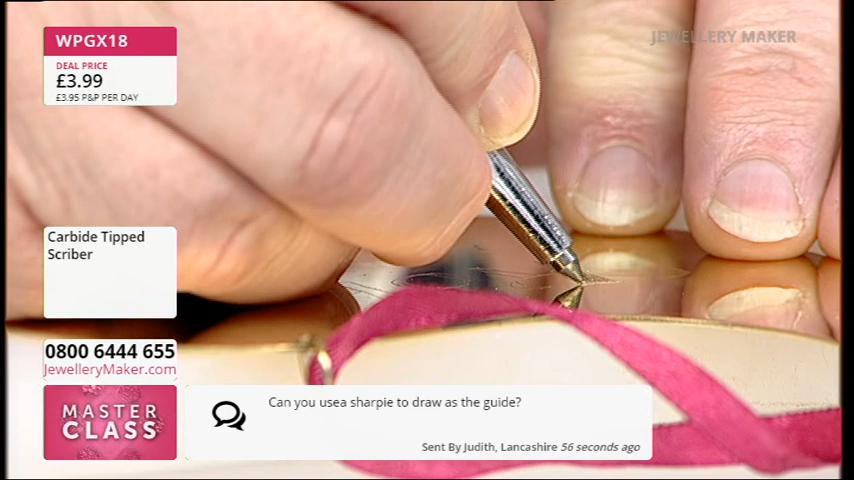 WPGX18
DEAL PRICE
£3.99
£3.95 P&P PER DAY
JEWELLERY MAKER
Carbide Tipped
Scriber
0800 6444 655
JewelleryMaker.com
MASTER
CLASS
Can you usea sharpie to draw as the guide?
Sent By Judith, Lancashire 56 seconds ago